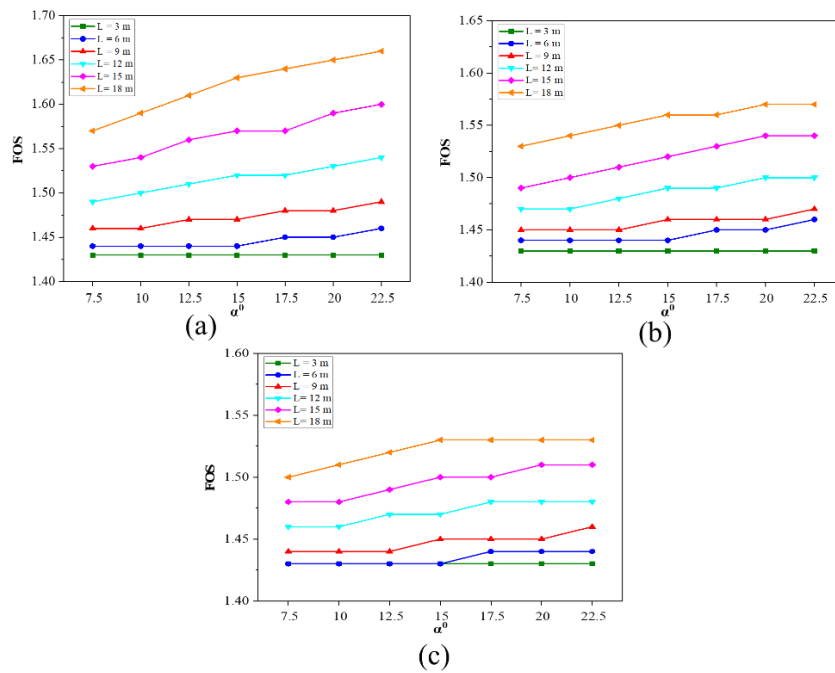 1.70
1.65
1.60
1.55
1.50
1.45
1.40
FOS
L = 3 m
L = 6 m
L = 9 m
L= 12 m
L= 15 m
L= 18 m
7.5 10 12.5 15 17.5 20 22.5
α⁰
(a)
1.65
1.60
1.55
1.50
1.45
1.40
FOS
L = 3 m
L = 6 m
L = 9 m
L= 12 m
L= 15 m
L= 18 m
7.5 10 12.5 15 17.5 20 22.5
α⁰
(b)
1.60
1.55
1.50
1.45
1.40
FOS
L = 3 m
L = 6 m
L = 9 m
L= 12 m
L= 15 m
L= 18 m
7.5 10 12.5 15 17.5 20 22.5
α⁰
(c)